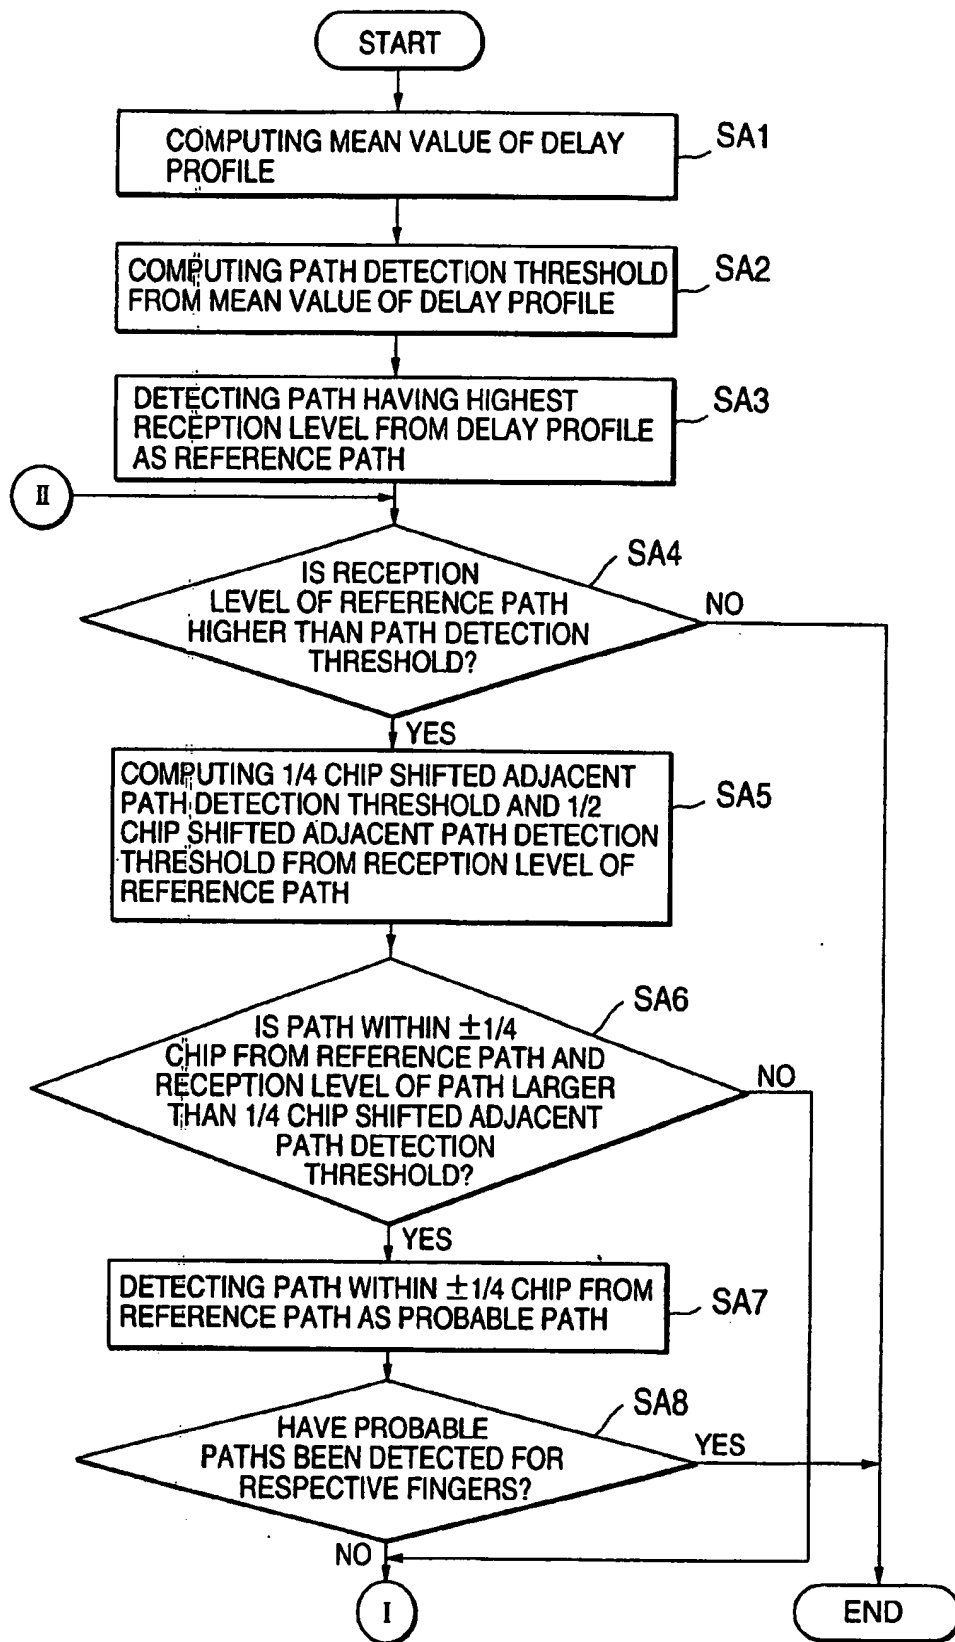 START
COMPUTING MEAN VALUE OF DELAY
PROFILE
SA1
COMPUTING PATH DETECTION THRESHOLD
FROM MEAN VALUE OF DELAY PROFILE
SA2
DETECTING PATH HAVING HIGHEST
RECEPTION LEVEL FROM DELAY PROFILE
AS REFERENCE PATH
SA3
II
IS RECEPTION
LEVEL OF REFERENCE PATH
HIGHER THAN PATH DETECTION
THRESHOLD?
SA4
NO
YES
COMPUTING 1/4 CHIP SHIFTED ADJACENT
PATH DETECTION THRESHOLD AND 1/2
CHIP SHIFTED ADJACENT PATH DETECTION
THRESHOLD FROM RECEPTION LEVEL OF
REFERENCE PATH
SA5
IS PATH WITHIN ±1/4
CHIP FROM REFERENCE PATH AND
RECEPTION LEVEL OF PATH LARGER
THAN 1/4 CHIP SHIFTED ADJACENT
PATH DETECTION
THRESHOLD?
SA6
NO
YES
DETECTING PATH WITHIN ±1/4 CHIP FROM
REFERENCE PATH AS PROBABLE PATH
SA7
HAVE PROBABLE
PATHS BEEN DETECTED FOR
RESPECTIVE FINGERS?
SA8
YES
NO
I
END